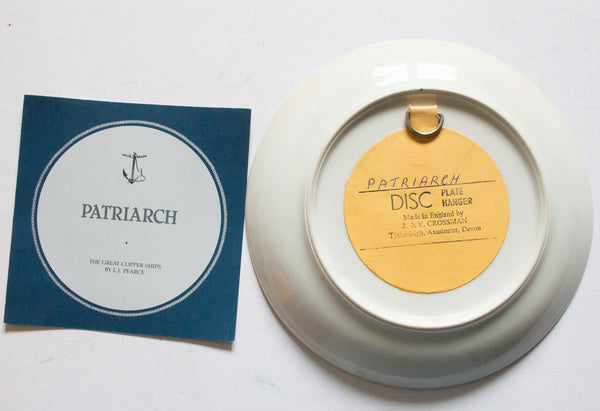 PATRIARCH
THE GREAT CLIPPER SHIPS
BY L.J. PEARCE
PATRIARCH
DISC PLATE HANGER
Made in England by
J. & Y. CROSSMAN
Tytherleigh, Axminster, Devon